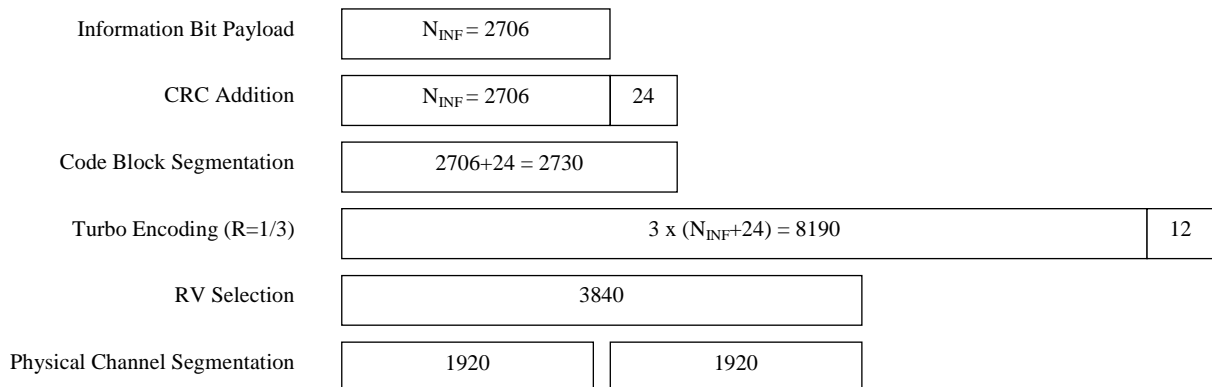 Information Bit Payload N_INF = 2706
CRC Addition N_INF = 2706 24
Code Block Segmentation 2706+24 = 2730
Turbo Encoding (R=1/3) 3 x (N_INF+24) = 8190 12
RV Selection 3840
Physical Channel Segmentation 1920 1920